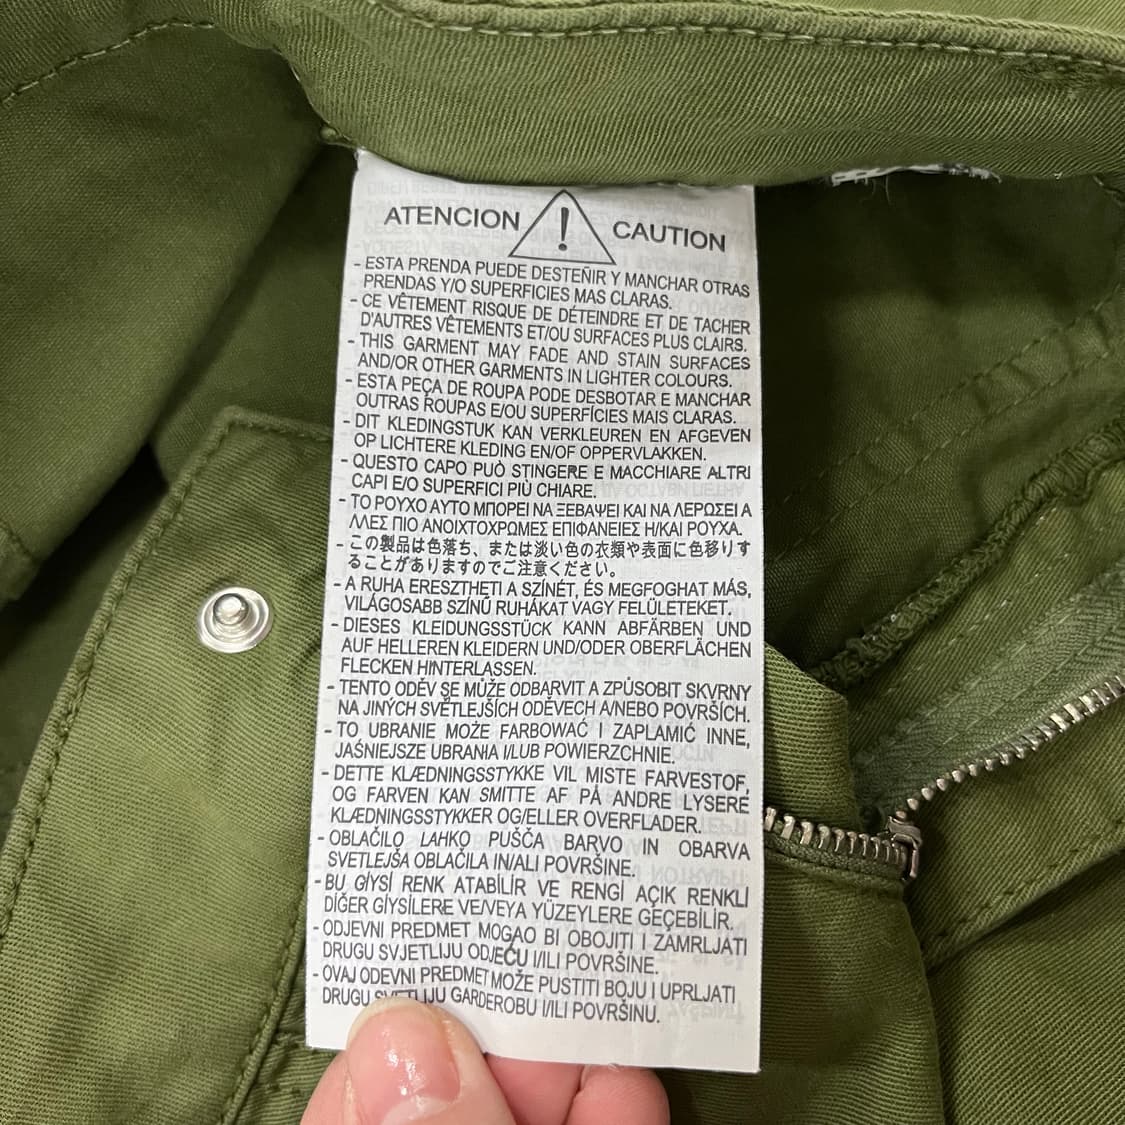 ATENCION ! CAUTION
- ESTA PRENDA PUEDE DESTEÑIR Y MANCHAR OTRAS
PRENDAS Y/O SUPERFICIES MAS CLARAS.
- CE VÊTEMENT RISQUE DE DÉTEINDRE ET DE TACHER
D'AUTRES VÊTEMENTS ET/OU SURFACES PLUS CLAIRS.
- THIS GARMENT MAY FADE AND STAIN SURFACES
AND/OR OTHER GARMENTS IN LIGHTER COLOURS.
- ESTA PEÇA DE ROUPA PODE DESBOTAR E MANCHAR
OUTRAS ROUPAS E/OU SUPERFÍCIES MAIS CLARAS.
- DIT KLEDINGSTUK KAN VERKLEUREN EN AFGEVEN
OP LICHTERE KLEDING EN/OF OPPERVLAKKEN.
- QUESTO CAPO PUÒ STINGERE E MACCHIARE ALTRI
CAPI E/O SUPERFICI PIÙ CHIARE.
- ΤΟ ΡΟΥΧΟ ΑΥΤΟ ΜΠΟΡΕΙ ΝΑ ΞΕΒΑΨΕΙ ΚΑΙ ΝΑ ΛΕΡΩΣΕΙ Α
ΛΛΕΣ ΠΙΟ ΑΝΟΙΧΤΟΧΡΩΜΕΣ ΕΠΙΦΑΝΕΙΕΣ Η/ΚΑΙ ΡΟΥΧΑ.
- この製品は色落ち、または淡い色の衣類や表面に色移りす
ることがありますのでご注意ください。
- A RUHA ERESZTHETI A SZÍNÉT, ÉS MEGFOGHAT MÁS,
VILÁGOSABB SZÍNŰ RUHÁKAT VAGY FELÜLETEKET.
- DIESES KLEIDUNGSSTÜCK KANN ABFÄRBEN UND
AUF HELLEREN KLEIDERN UND/ODER OBERFLÄCHEN
FLECKEN HINTERLASSEN.
- TENTO ODĚV SE MŮŽE ODBARVIT A ZPŮSOBIT SKVRNY
NA JINÝCH SVĚTLEJŠÍCH ODĚVECH A/NEBO POVRŠÍCH.
- TO UBRANIE MOŻE FARBOWAĆ I ZAPLAMIĆ INNE,
JAŚNIEJSZE UBRANIA I/LUB POWIERZCHNIE.
- DETTE KLÆDNINGSSTYKKE VIL MISTE FARVESTOF,
OG FARVEN KAN SMITTE AF PÅ ANDRE LYSERE
KLÆDNINGSSTYKKER OG/ELLER OVERFLADER.
- OBLAČILO LAHKO PUŠČA BARVO IN OBARVA
SVETLEJŠA OBLAČILA IN/ALI POVRŠINE.
- BU GİYSİ RENK ATABİLİR VE RENGİ AÇIK RENKLİ
DİĞER GİYSİLERE VE/VEYA YÜZEYLERE GEÇEBİLİR.
- ODJEVNI PREDMET MOGAO BI OBOJITI I ZAMRLJATI
DRUGU SVJETLIJU ODJEĆU I/ILI POVRŠINE.
- OVAJ ODEVNI PREDMET MOŽE PUSTITI BOJU I UPRLJATI
DRUGU SVETLIJU GARDEROBU I/ILI POVRŠINU.